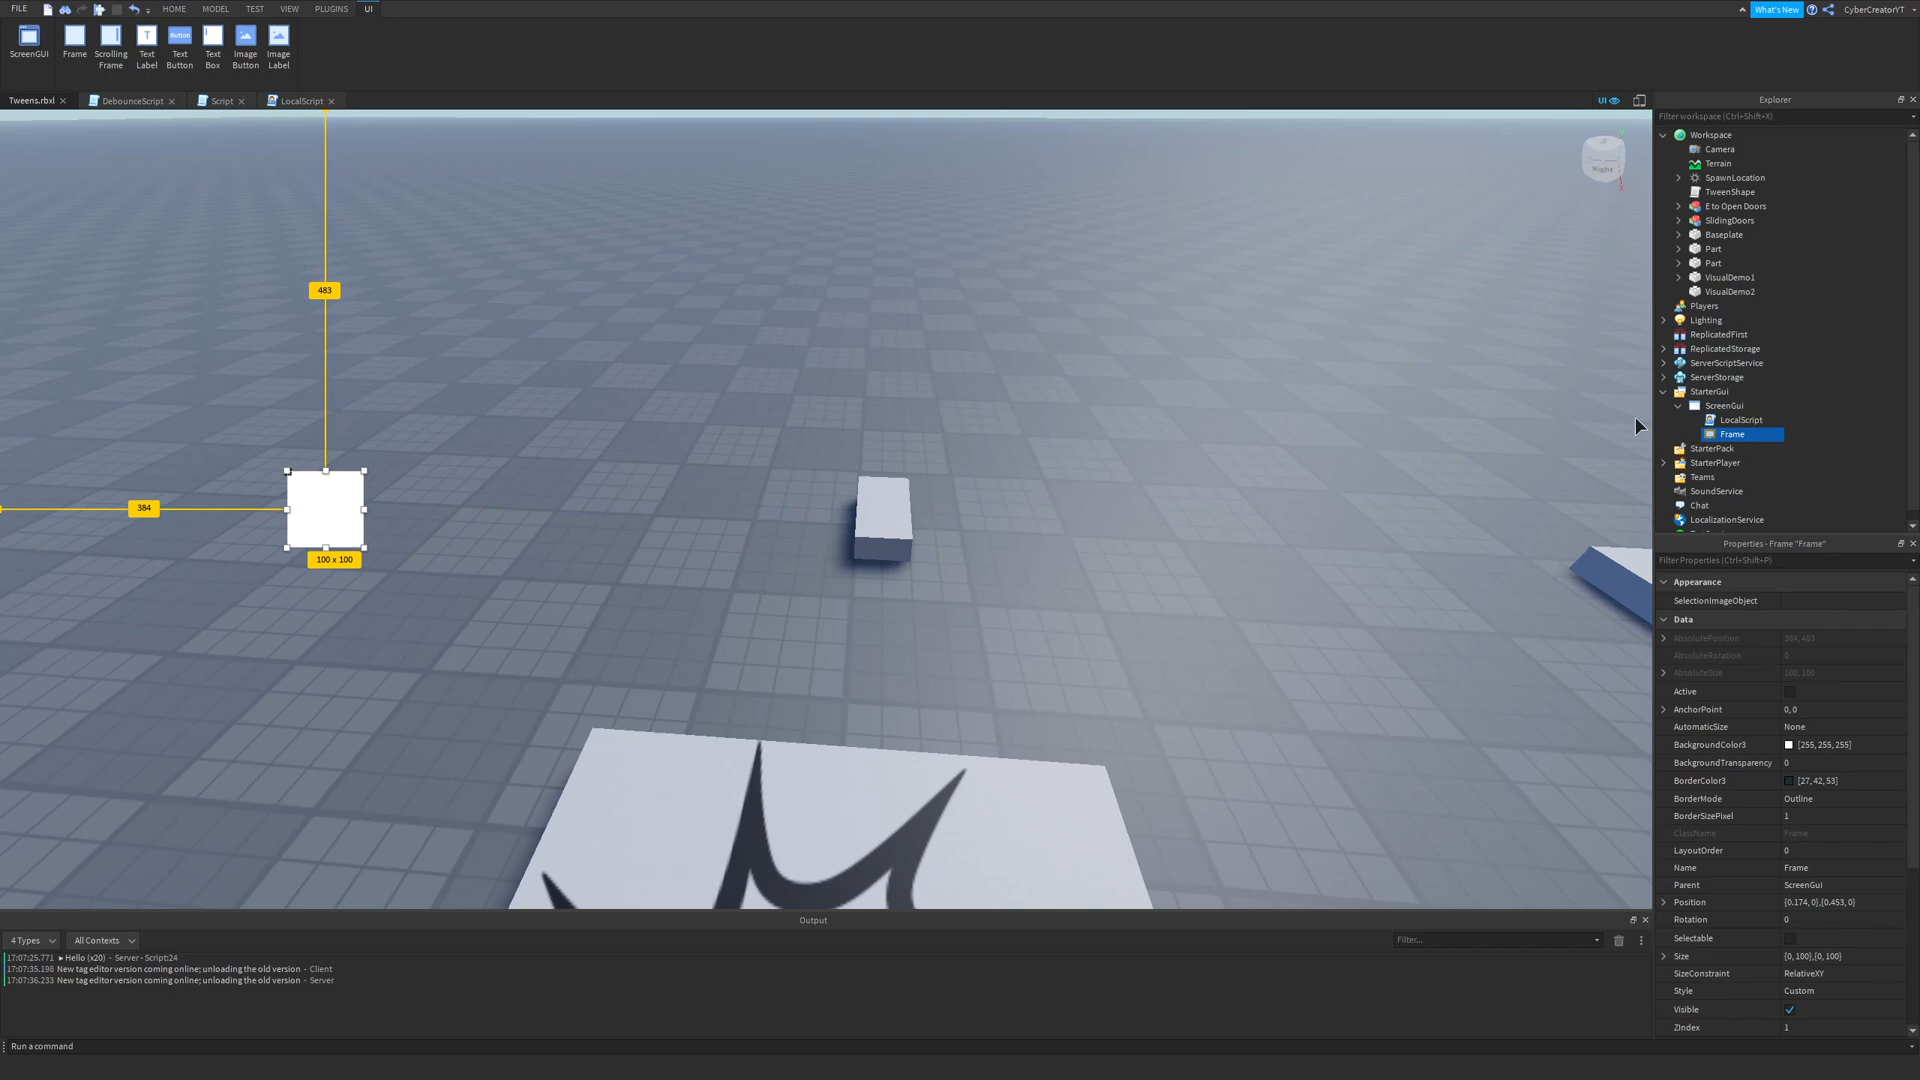 FILE HOME MODEL TEST VIEW PLUGINS UI What's New CyberCreatorYT
ScreenGUI Frame Scrolling Frame Text Label Text Button Text Box Image Button Image Label
Button
Tweens.rbxl DebounceScript Script LocalScript UI
483
384
100 x 100
Right
Explorer
Filter workspace (Ctrl+Shift+X)
Workspace
Camera
Terrain
SpawnLocation
TweenShape
E to Open Doors
SlidingDoors
Baseplate
Part
Part
VisualDemo1
VisualDemo2
Players
Lighting
ReplicatedFirst
ReplicatedStorage
ServerScriptService
ServerStorage
StarterGui
ScreenGui
LocalScript
Frame
StarterPack
StarterPlayer
Teams
SoundService
Chat
LocalizationService
Properties - Frame "Frame"
Filter Properties (Ctrl+Shift+P)
Appearance
SelectionImageObject
Data
AbsolutePosition 384, 483
AbsoluteRotation 0
AbsoluteSize 100, 100
Active
AnchorPoint 0, 0
AutomaticSize None
BackgroundColor3 [255, 255, 255]
BackgroundTransparency 0
BorderColor3 [27, 42, 53]
BorderMode Outline
BorderSizePixel 1
ClassName Frame
LayoutOrder 0
Name Frame
Parent ScreenGui
Position {0.174, 0},{0.453, 0}
Rotation 0
Selectable
Size {0, 100},{0, 100}
SizeConstraint RelativeXY
Style Custom
Visible
ZIndex 1
Output
4 Types All Contexts Filter...
17:07:25.771 ▸ Hello (x20) - Server - Script:24
17:07:35.198 New tag editor version coming online; unloading the old version - Client
17:07:36.233 New tag editor version coming online; unloading the old version - Server
Run a command